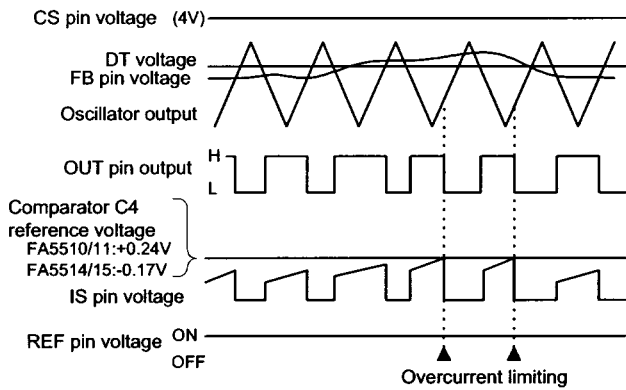 CS pin voltage (4V)
DT voltage
FB pin voltage
Oscillator output
OUT pin output
H
L
Comparator C4
reference voltage
FA5510/11:+0.24V
FA5514/15:-0.17V
IS pin voltage
REF pin voltage
ON
OFF
Overcurrent limiting